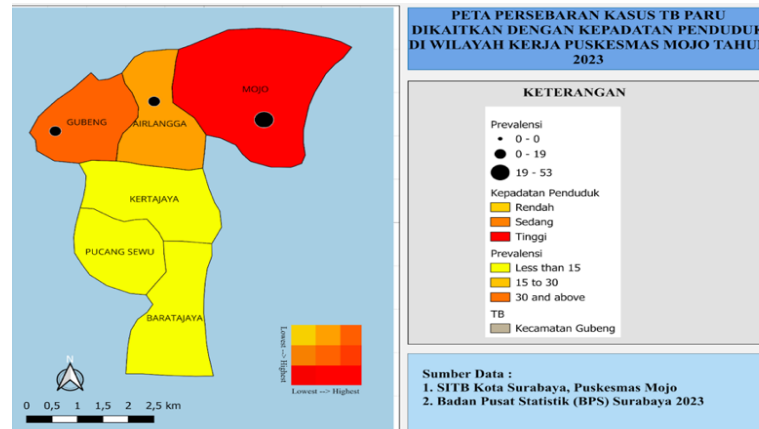 PETA PERSEBARAN KASUS TB PARU
DIKAITKAN DENGAN KEPADATAN PENDUDUK
DI WILAYAH KERJA PUSKESMAS MOJO TAHUN
2023
MOJO
GUBENG
AIRLANGGA
KERTAJAYA
PUCANG SEWU
BARATAJAYA
Lowest --> Highest
Lowest --> Highest
N
0 0,5 1 1,5 2 2,5 km
KETERANGAN
Prevalensi
0 - 0
0 - 19
19 - 53
Kepadatan Penduduk
Rendah
Sedang
Tinggi
Prevalensi
Less than 15
15 to 30
30 and above
TB
Kecamatan Gubeng
Sumber Data :
1. SITB Kota Surabaya, Puskesmas Mojo
2. Badan Pusat Statistik (BPS) Surabaya 2023